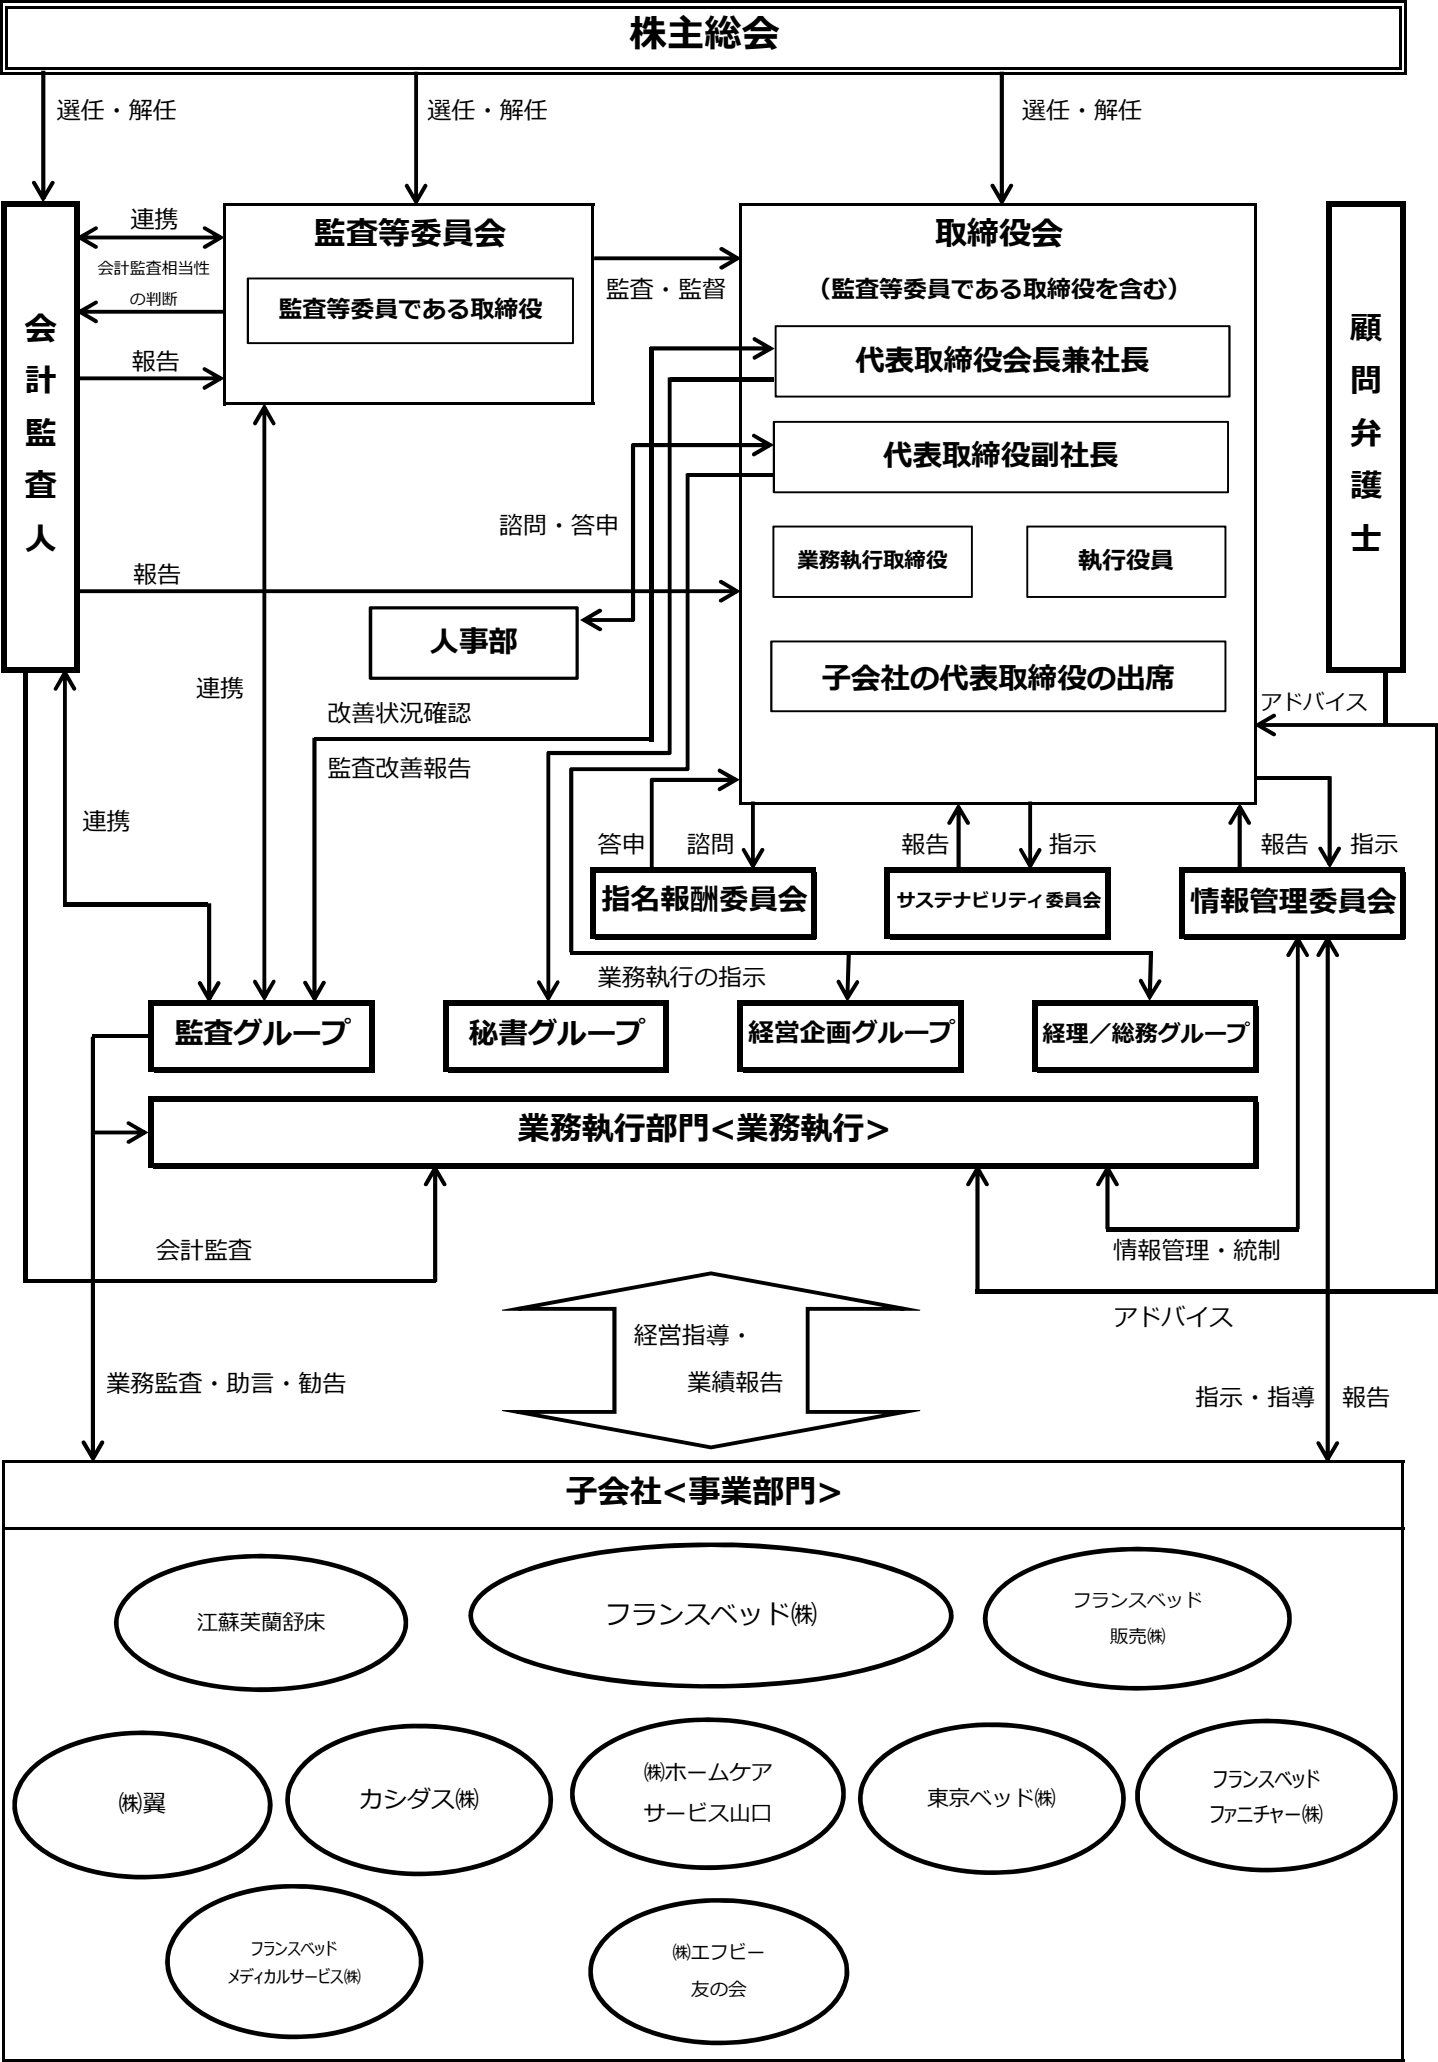 株主総会
選任・解任
選任・解任
選任・解任
会計監査人
連携
会計監査相当性
の判断
報告
監査等委員会
監査等委員である取締役
監査・監督
取締役会
（監査等委員である取締役を含む）
代表取締役会長兼社長
代表取締役副社長
業務執行取締役
執行役員
子会社の代表取締役の出席
顧問弁護士
諮問・答申
報告
人事部
連携
改善状況確認
監査改善報告
アドバイス
連携
答申
諮問
報告
指示
報告
指示
指名報酬委員会
サステナビリティ委員会
情報管理委員会
業務執行の指示
監査グループ
秘書グループ
経営企画グループ
経理／総務グループ
業務執行部門<業務執行>
会計監査
情報管理・統制
アドバイス
経営指導・
業績報告
業務監査・助言・勧告
指示・指導
報告
子会社<事業部門>
江蘇芙蘭舒床
フランスベッド㈱
フランスベッド
販売㈱
㈱翼
カシダス㈱
㈱ホームケア
サービス山口
東京ベッド㈱
フランスベッド
ファニチャー㈱
フランスベッド
メディカルサービス㈱
㈱エフビー
友の会